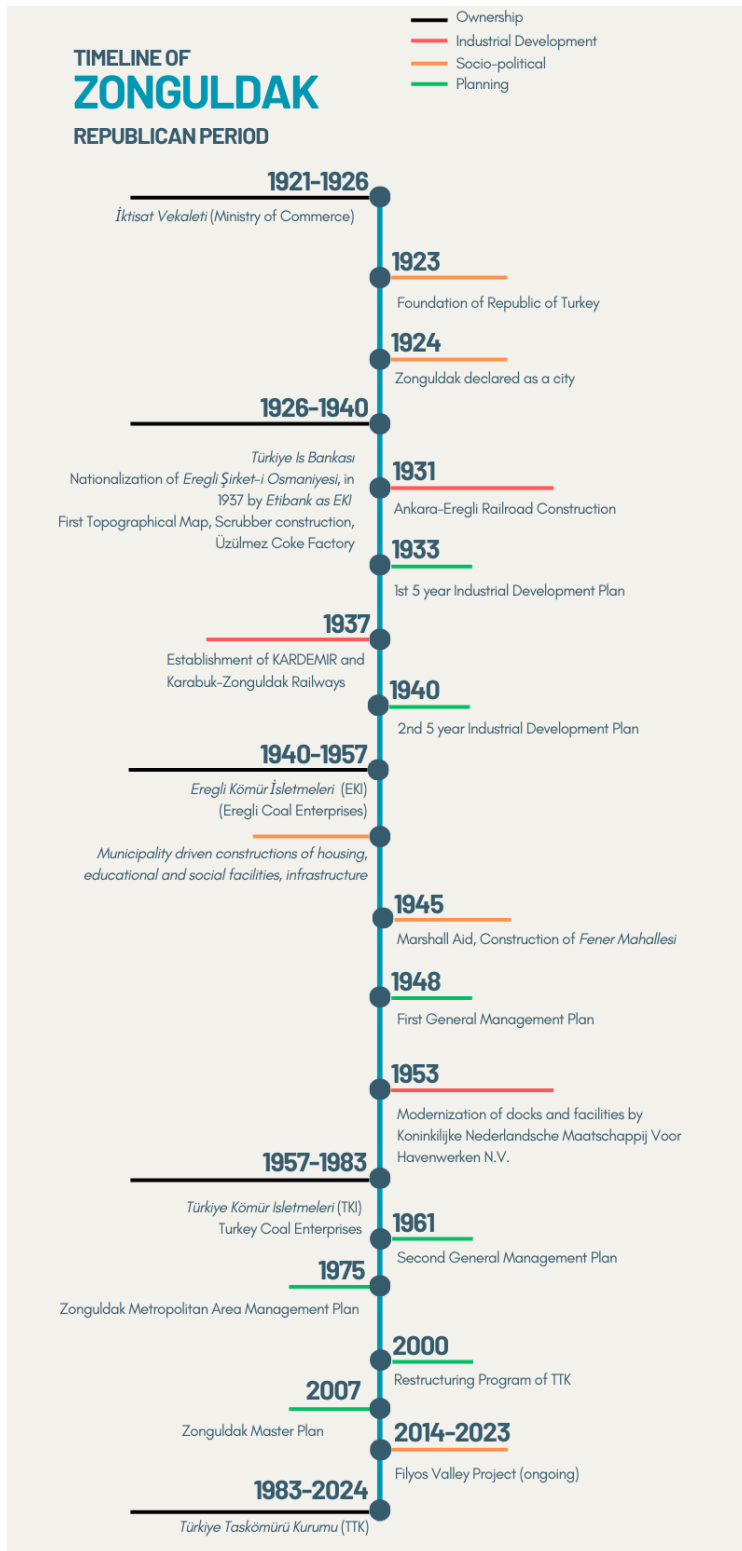 Ownership
Industrial Development
Socio-political
Planning
TIMELINE OF
ZONGULDAK
REPUBLICAN PERIOD
1921-1926
İktisat Vekaleti (Ministry of Commerce)
1923
Foundation of Republic of Turkey
1924
Zonguldak declared as a city
1926-1940
Türkiye Is Bankası
Nationalization of Eregli Şirket-i Osmaniyesi, in
1937 by Etibank as EKI
First Topographical Map, Scrubber construction,
Üzülmez Coke Factory
1931
Ankara-Eregli Railroad Construction
1933
1st 5 year Industrial Development Plan
1937
Establishment of KARDEMIR and
Karabuk-Zonguldak Railways
1940
2nd 5 year Industrial Development Plan
1940-1957
Eregli Kömür İsletmeleri (EKI)
(Eregli Coal Enterprises)
Municipality driven constructions of housing,
educational and social facilities, infrastructure
1945
Marshall Aid, Construction of Fener Mahallesi
1948
First General Management Plan
1953
Modernization of docks and facilities by
Koninkilijke Nederlandsche Maatschappij Voor
Havenwerken N.V.
1957-1983
Türkiye Kömür Isletmeleri (TKI)
Turkey Coal Enterprises
1961
Second General Management Plan
1975
Zonguldak Metropolitan Area Management Plan
2000
Restructuring Program of TTK
2007
Zonguldak Master Plan
2014-2023
Filyos Valley Project (ongoing)
1983-2024
Türkiye Taskömürü Kurumu (TTK)